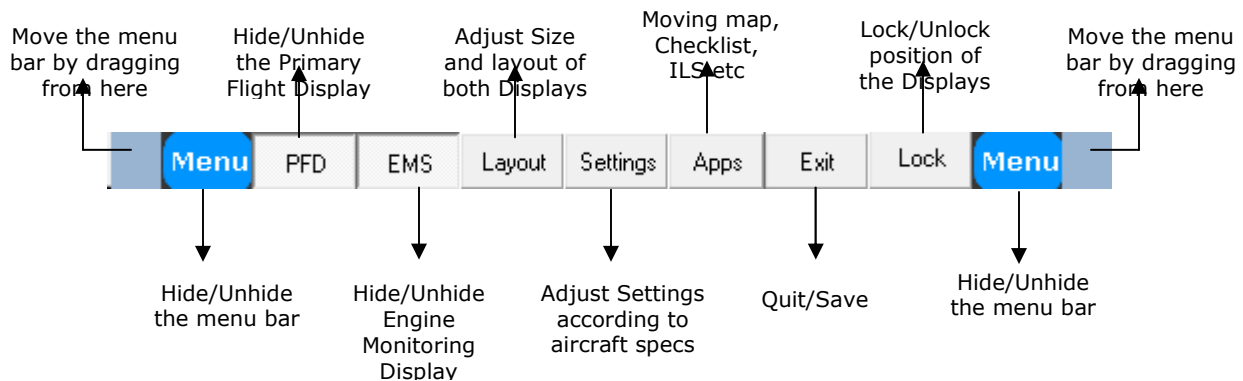 Move the menu
bar by dragging
from here
Hide/Unhide
the Primary
Flight Display
Adjust Size
and layout of
both Displays
Moving map,
Checklist,
ILS etc
Lock/Unlock
position of
the Displays
Move the menu
bar by dragging
from here
Menu PFD EMS Layout Settings Apps Exit Lock Menu
Hide/Unhide
the menu bar
Hide/Unhide
Engine
Monitoring
Display
Adjust Settings
according to
aircraft specs
Quit/Save
Hide/Unhide
the menu bar